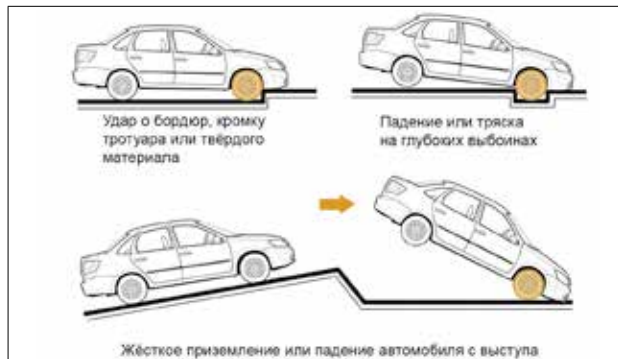 Удар о бордюр, кромку
тротуара или твёрдого
материала
Падение или тряска
на глубоких выбоинах
Жёсткое приземление или падение автомобиля с выступа